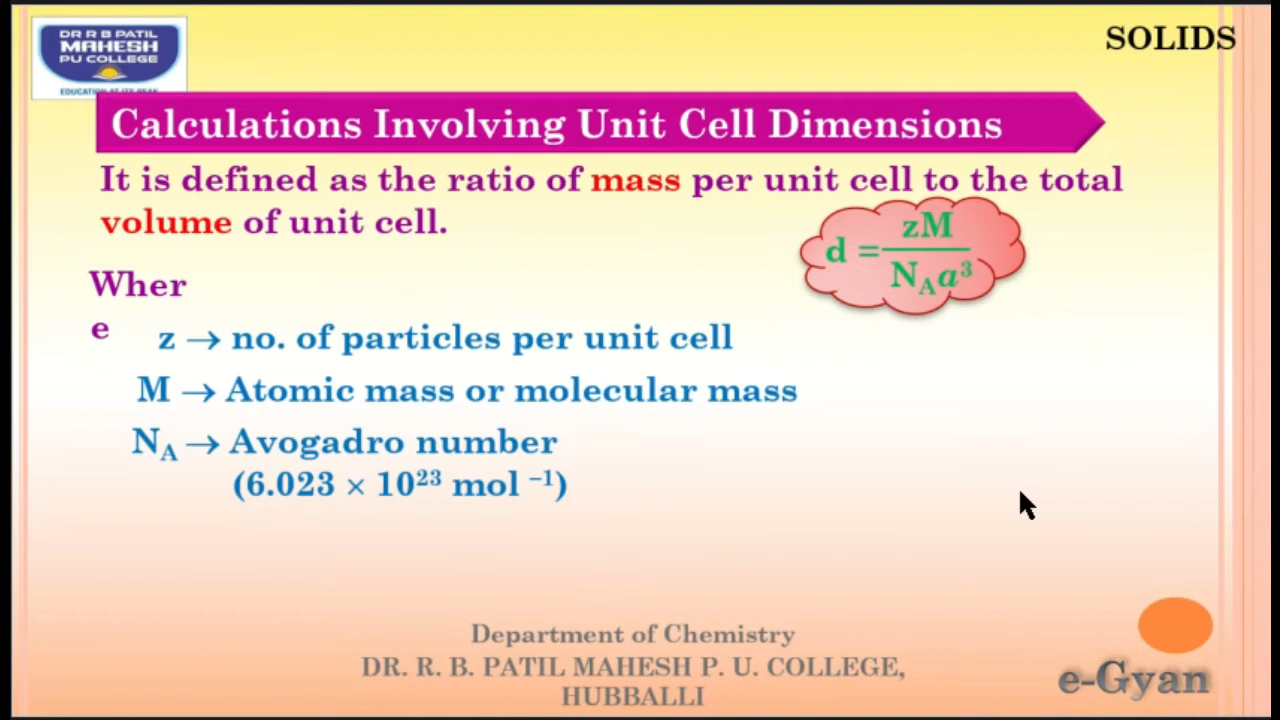 DR R B PATIL
MAHESH
PU COLLEGE
SOLIDS
Calculations Involving Unit Cell Dimensions
It is defined as the ratio of mass per unit cell to the total
volume of unit cell.
d = zM / N_A a³
Wher
e
z → no. of particles per unit cell
M → Atomic mass or molecular mass
N_A → Avogadro number
(6.023 × 10²³ mol ⁻¹)
Department of Chemistry
DR. R. B. PATIL MAHESH P. U. COLLEGE,
HUBBALLI
e-Gyan